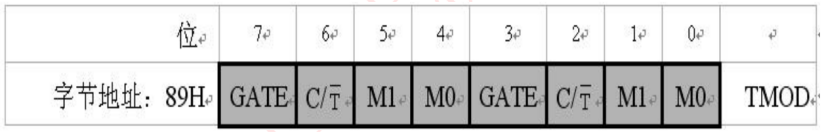 位 7 6 5 4 3 2 1 0
字节地址：89H GATE C/T̅ M1 M0 GATE C/T̅ M1 M0 TMOD